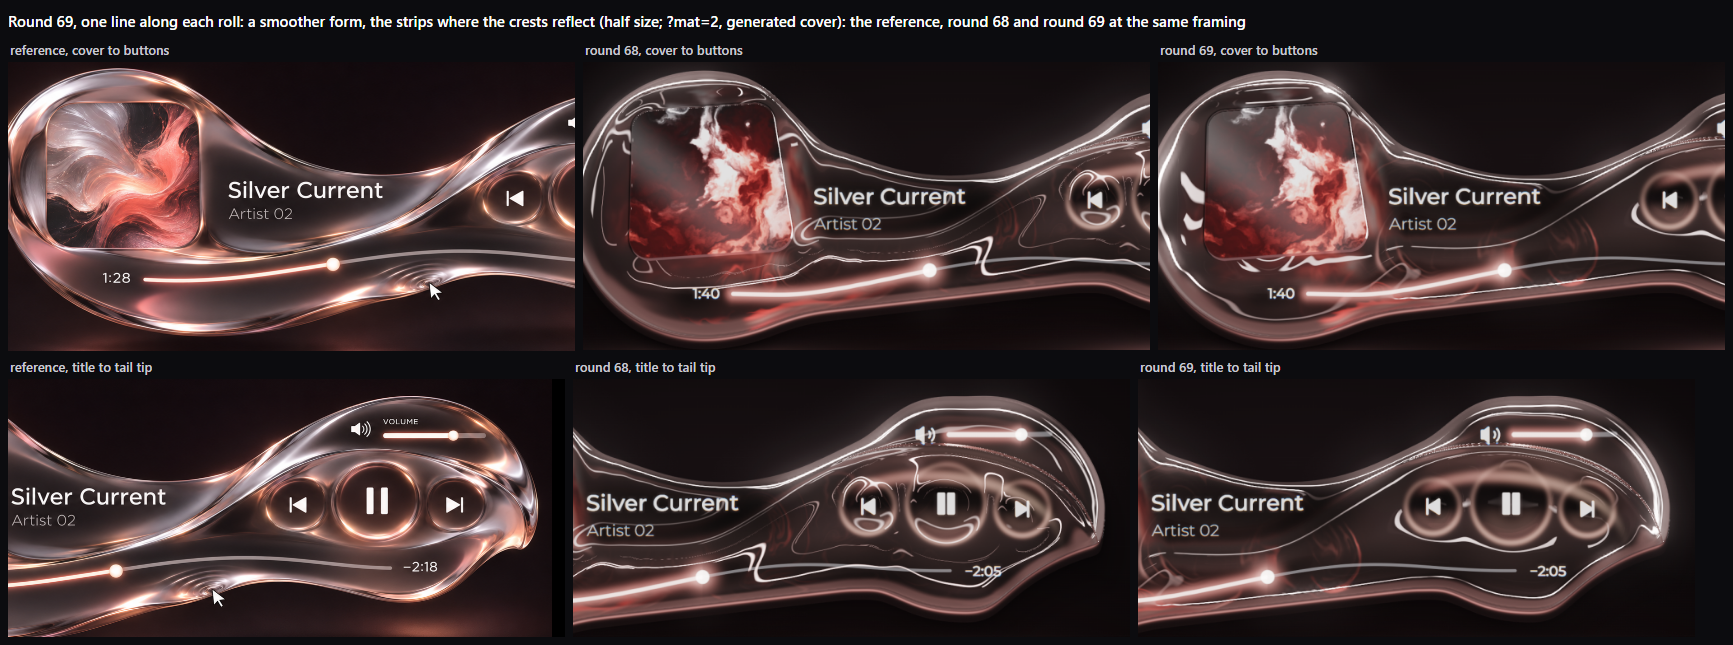 Round 69, one line along each roll: a smoother form, the strips where the crests reflect (half size; ?mat=2, generated cover): the reference, round 68 and round 69 at the same framing
reference, cover to buttons
round 68, cover to buttons
round 69, cover to buttons
Silver Current
Artist 02
1:28
Silver Current
Artist 02
1:40
Silver Current
Artist 02
1:40
reference, title to tail tip
round 68, title to tail tip
round 69, title to tail tip
VOLUME
Silver Current
Artist 02
−2:18
Silver Current
Artist 02
−2:05
Silver Current
Artist 02
−2:05